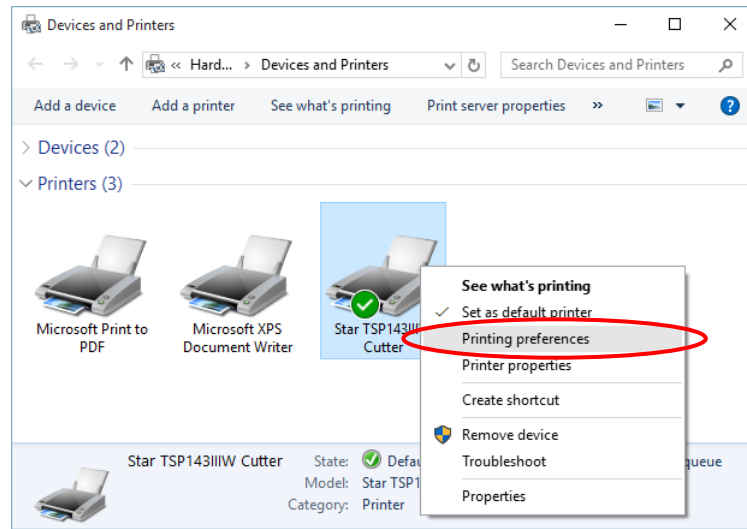 Devices and Printers
« Hard... › Devices and Printers
Search Devices and Printers
Add a device Add a printer See what's printing Print server properties »
Devices (2)
Printers (3)
Microsoft Print to
PDF
Microsoft XPS
Document Writer
Star TSP143III
Cutter
See what's printing
Set as default printer
Printing preferences
Printer properties
Create shortcut
Remove device
Troubleshoot
Properties
Star TSP143IIIW Cutter State: Defau queue
Model: Star TSP1
Category: Printer